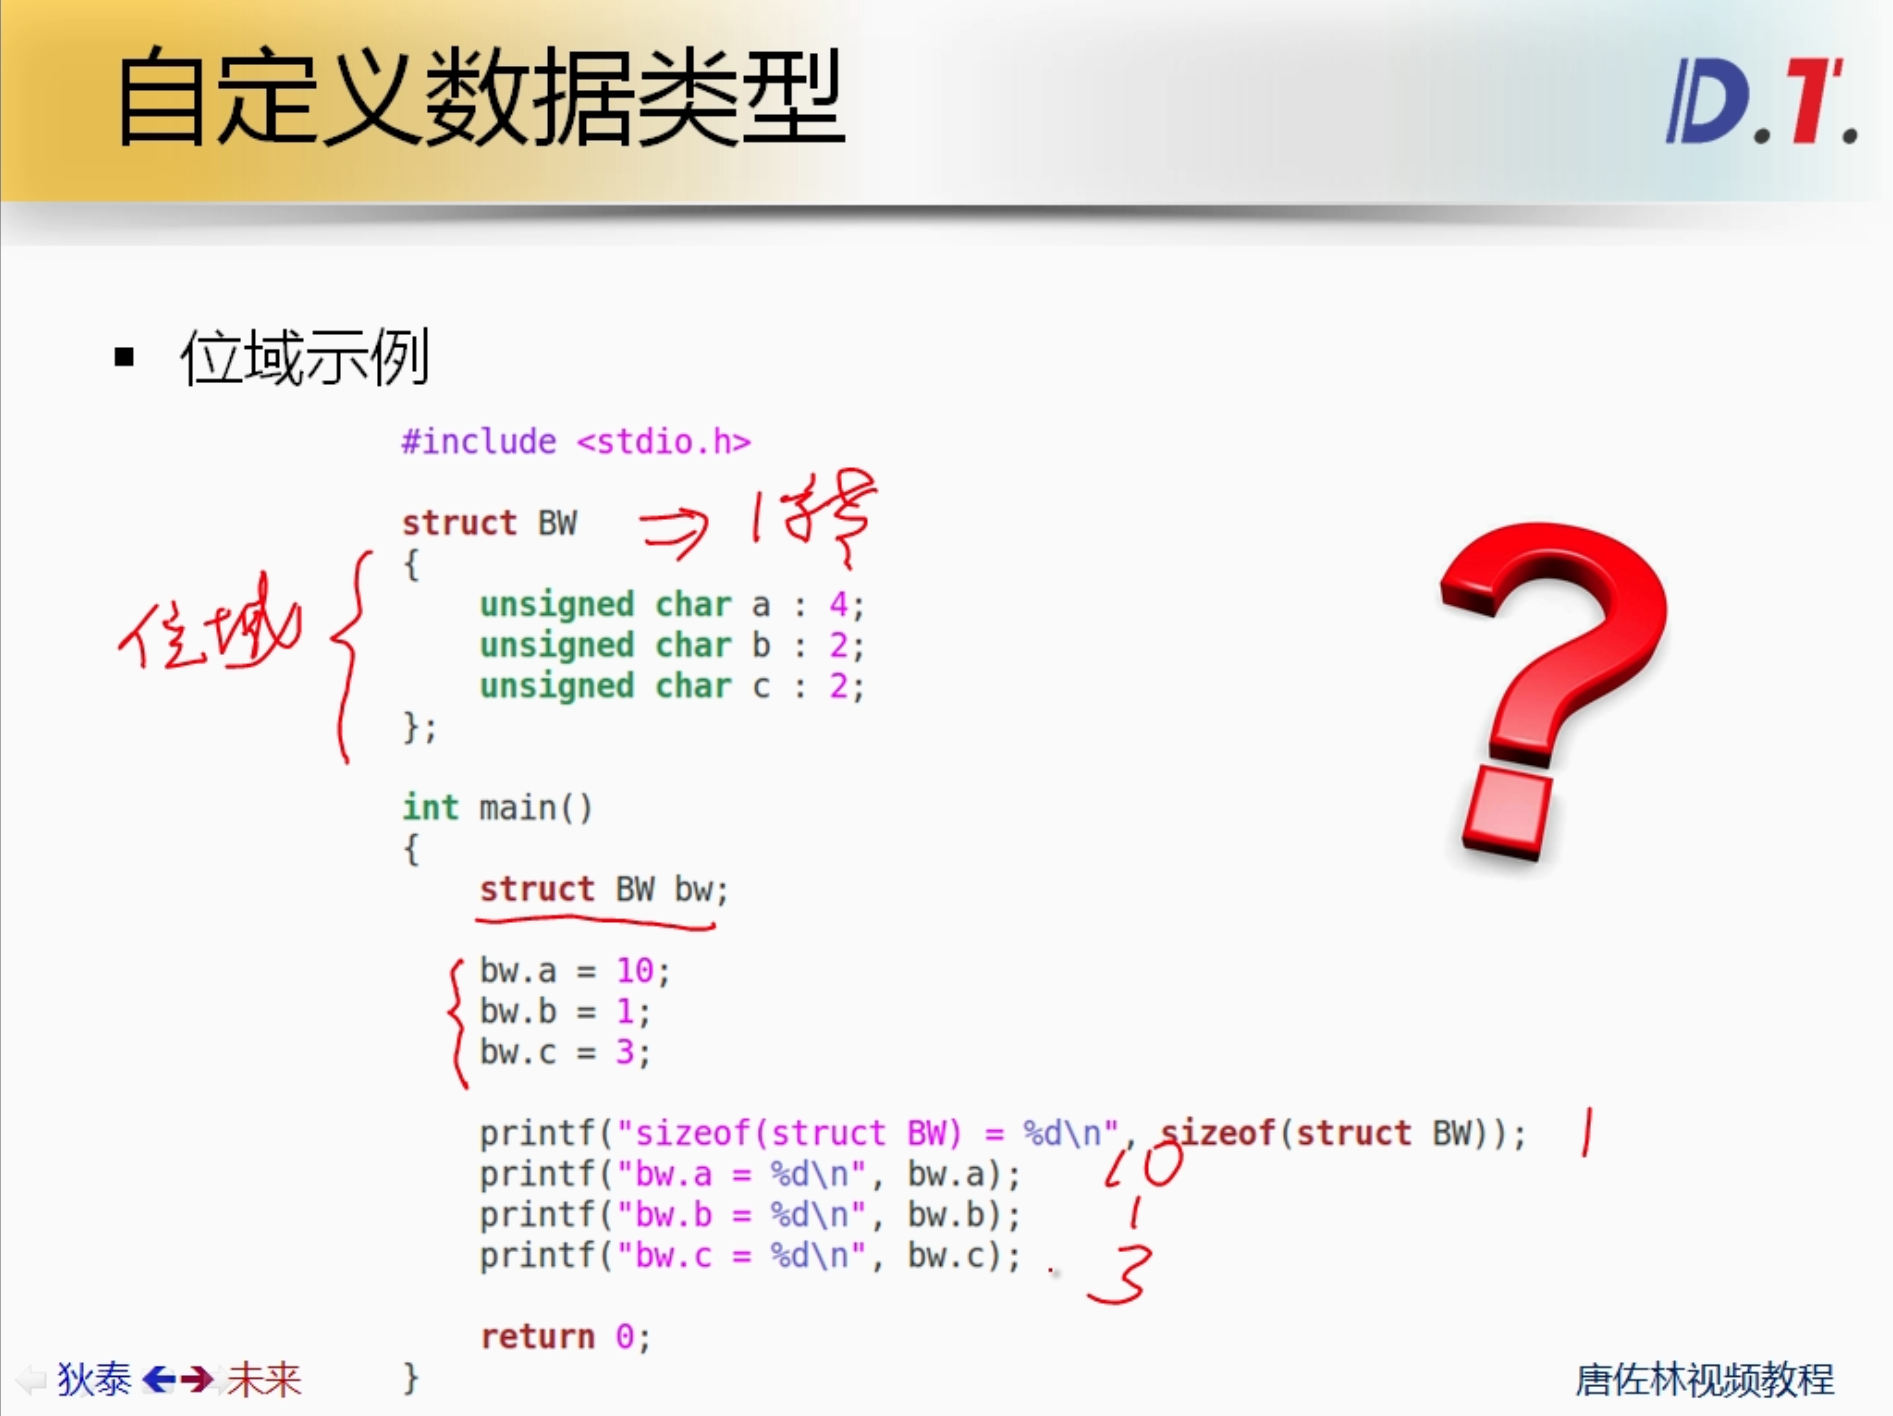 自定义数据类型
D.T.
位域示例
#include <stdio.h>
struct BW ⇒ 1字节
{
位域
unsigned char a : 4;
unsigned char b : 2;
unsigned char c : 2;
};
int main()
{
struct BW bw;
bw.a = 10;
bw.b = 1;
bw.c = 3;
printf("sizeof(struct BW) = %d\n", sizeof(struct BW)); 1
printf("bw.a = %d\n", bw.a); 10
printf("bw.b = %d\n", bw.b); 1
printf("bw.c = %d\n", bw.c); 3
return 0;
}
狄泰 未来
唐佐林视频教程